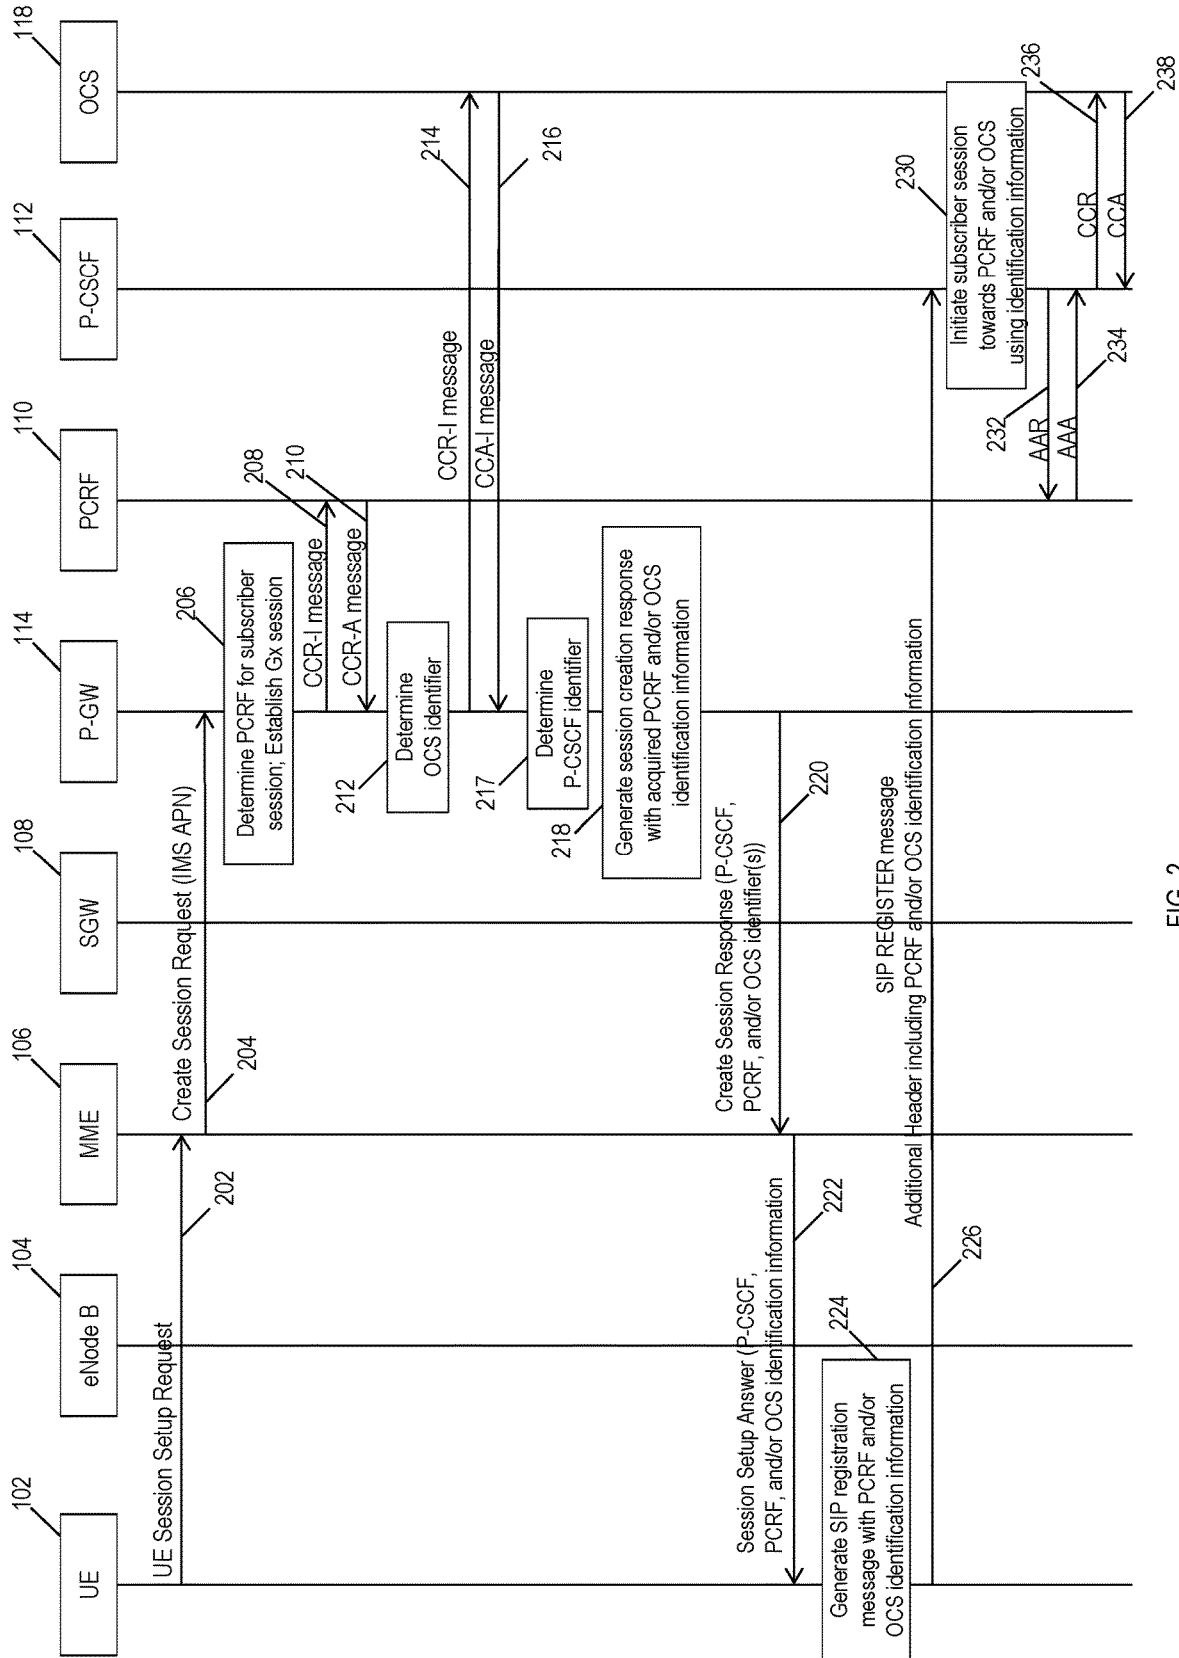 102
104
106
108
114
110
112
118
UE
eNode B
MME
SGW
P-GW
PCRF
P-CSCF
OCS
UE Session Setup Request
202
Create Session Request (IMS APN)
204
206
Determine PCRF for subscriber
session; Establish Gx session
CCR-I message
208
CCR-A message
210
212
Determine
OCS identifier
CCR-I message
214
CCA-I message
216
217
Determine
P-CSCF identifier
218
Generate session creation response
with acquired PCRF and/or OCS
identification information
Create Session Response (P-CSCF,
PCRF, and/or OCS identifier(s))
220
Session Setup Answer (P-CSCF,
PCRF, and/or OCS identification information
222
224
Generate SIP registration
message with PCRF and/or
OCS identification information
SIP REGISTER message
Additional Header including PCRF and/or OCS identification Information
226
230
Initiate subscriber session
towards PCRF and/or OCS
using identification information
232
AAR
AAA
234
236
CCR
CCA
238